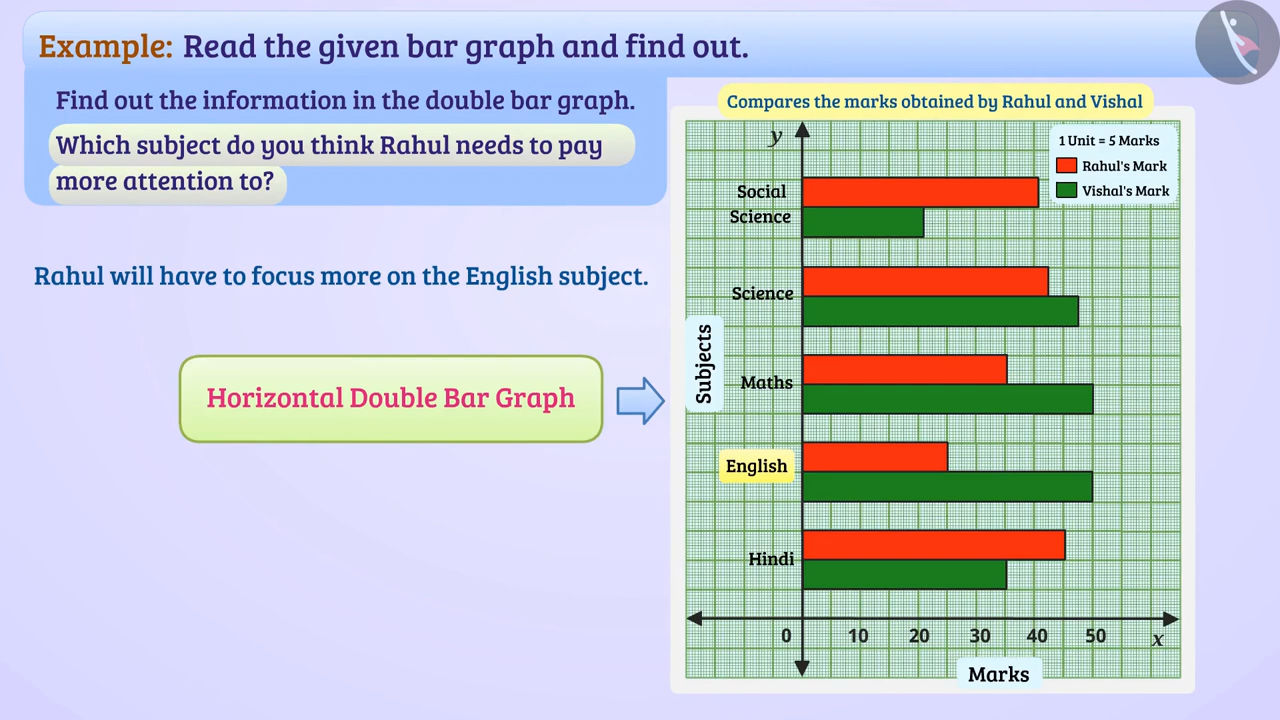 Example: Read the given bar graph and find out.
Find out the information in the double bar graph.
Which subject do you think Rahul needs to pay
more attention to?
Rahul will have to focus more on the English subject.
Horizontal Double Bar Graph
Compares the marks obtained by Rahul and Vishal
y
1 Unit = 5 Marks
Rahul's Mark
Vishal's Mark
Social
Science
Science
Subjects
Maths
English
Hindi
0 10 20 30 40 50 x
Marks